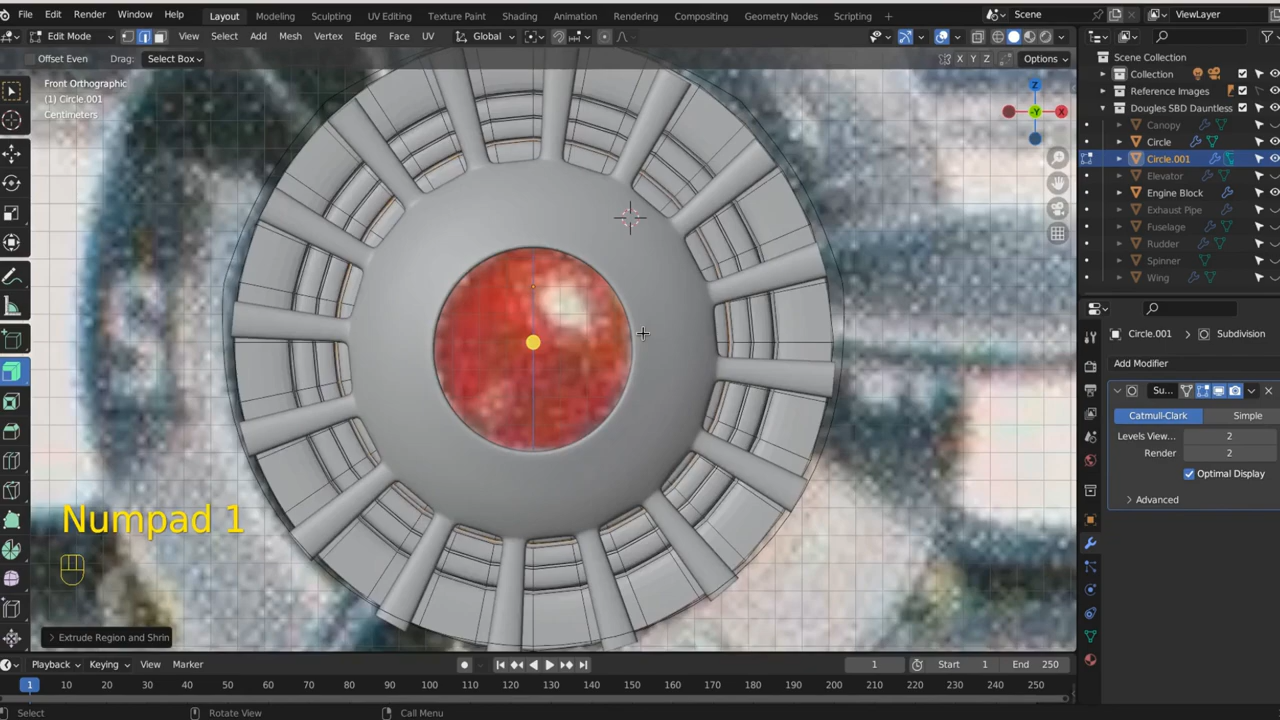 File Edit Render Window Help Layout Modeling Sculpting UV Editing Texture Paint Shading Animation Rendering Compositing Geometry Nodes Scripting + Scene ViewLayer
Edit Mode View Select Add Mesh Vertex Edge Face UV Global
Offset Even Drag: Select Box X Y Z Options
Front Orthographic
(1) Circle.001
Centimeters
Z
X
-Y
Numpad 1
Extrude Region and Shrin
Scene Collection
Collection
Reference Images
Dougles SBD Dauntless
Canopy
Circle
Circle.001
Elevator
Engine Block
Exhaust Pipe
Fuselage
Rudder
Spinner
Wing
Circle.001 Subdivision
Add Modifier
Su...
Catmull-Clark Simple
Levels View... 2
Render 2
Optimal Display
Advanced
Playback Keying View Marker 1 Start 1 End 250
1 10 20 30 40 50 60 70 80 90 100 110 120 130 140 150 160 170 180 190 200 210 220 230 240 250
Select Rotate View Call Menu